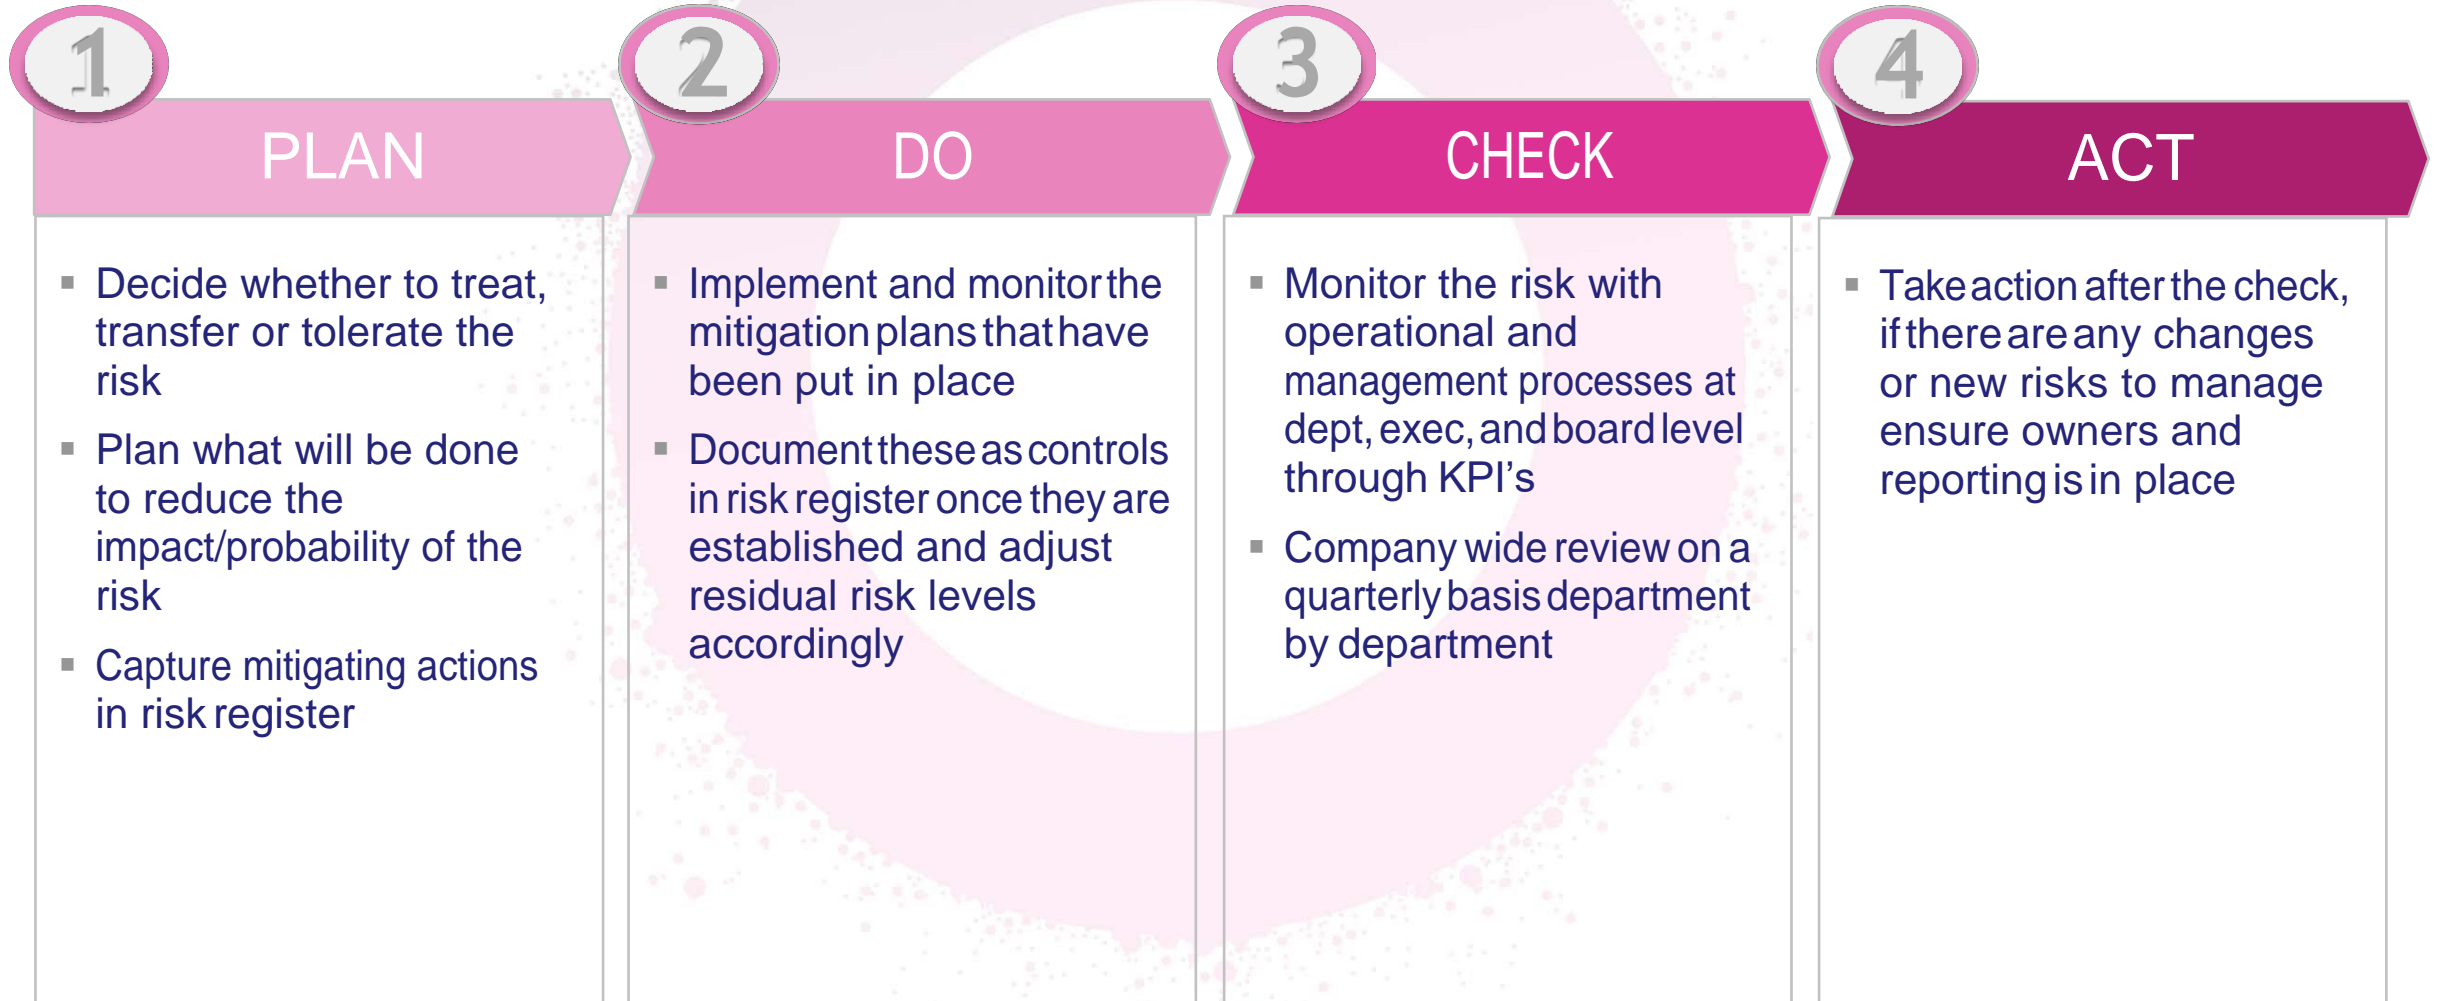 1
PLAN
Decide whether to treat,
transfer or tolerate the
risk
Plan what will be done
to reduce the
impact/probability of the
risk
Capture mitigating actions
in risk register
2
DO
Implement and monitor the
mitigation plans that have
been put in place
Document these as controls
in risk register once they are
established and adjust
residual risk levels
accordingly
3
CHECK
Monitor the risk with
operational and
management processes at
dept, exec, and board level
through KPI's
Company wide review on a
quarterly basis department
by department
4
ACT
Take action after the check,
if there are any changes
or new risks to manage
ensure owners and
reporting is in place